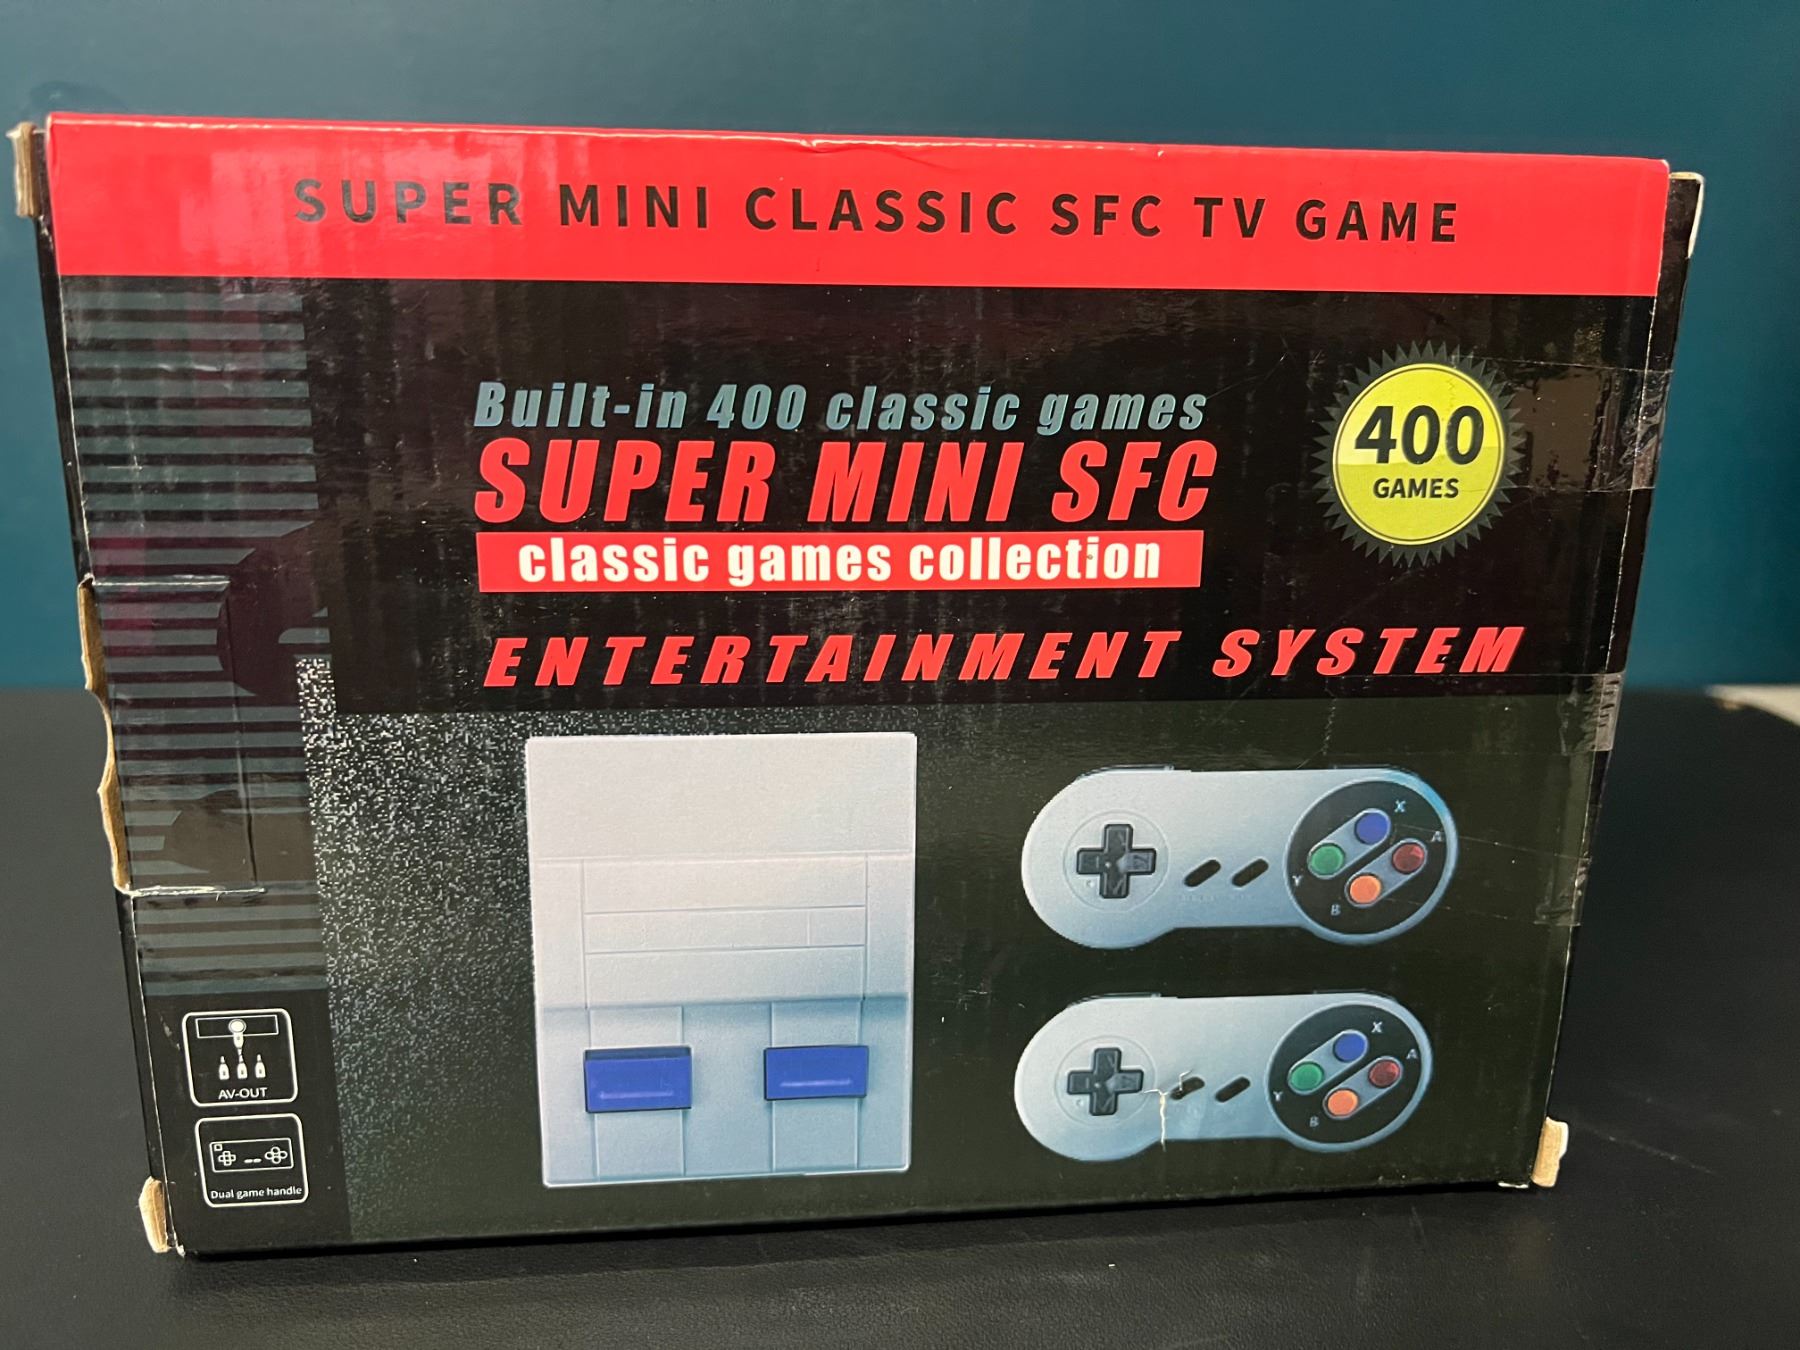 SUPER MINI CLASSIC SFC TV GAME
Built-in 400 classic games
SUPER MINI SFC
classic games collection
400
GAMES
ENTERTAINMENT SYSTEM
X
A
Y
B
X
A
Y
B
AV-OUT
Dual game handle